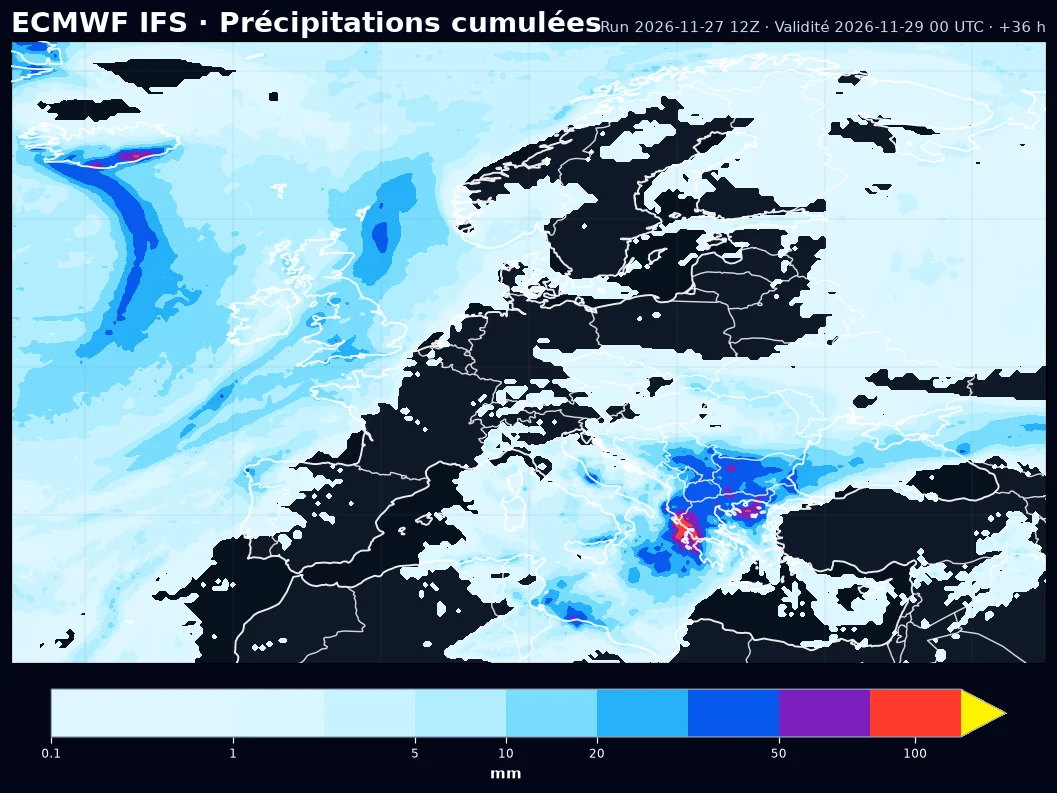 ECMWF IFS · Précipitations cumulées
Run 2026-11-27 12Z · Validité 2026-11-29 00 UTC · +36 h
0.1 1 5 10 20 50 100
mm